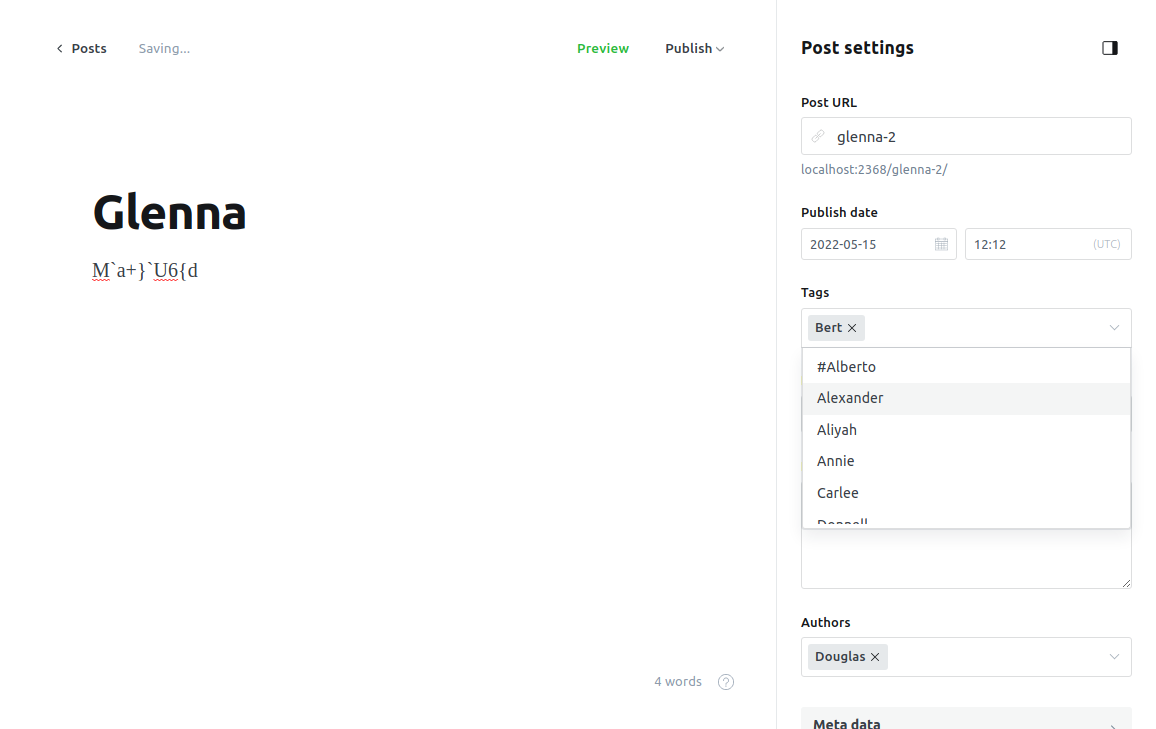 Posts Saving... Preview Publish
Glenna
M`a+}`U6{d
4 words ?
Post settings
Post URL
glenna-2
localhost:2368/glenna-2/
Publish date
2022-05-15 12:12 (UTC)
Tags
Bert
#Alberto
Alexander
Aliyah
Annie
Carlee
Authors
Douglas
Meta data